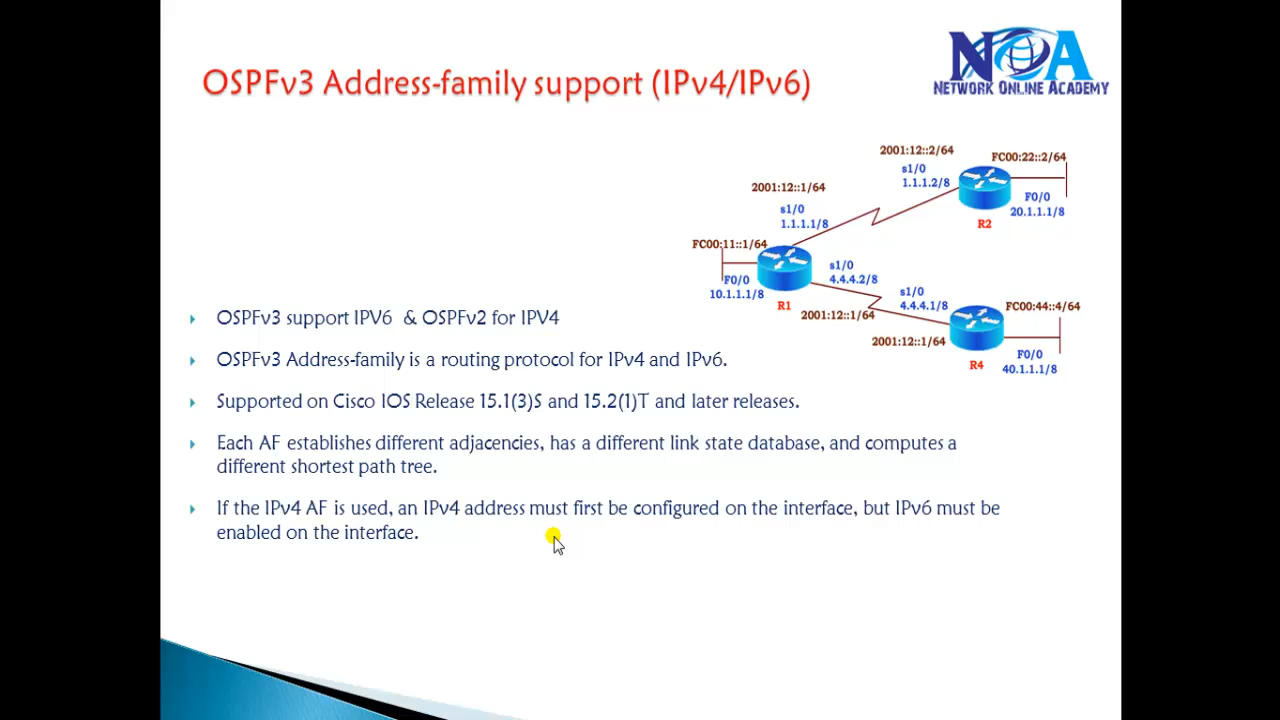 OSPFv3 Address-family support (IPv4/IPv6)
NOA
NETWORK ONLINE ACADEMY
2001:12::2/64
FC00:22::2/64
s1/0
1.1.1.2/8
2001:12::1/64
F0/0
20.1.1.1/8
s1/0
1.1.1.1/8
R2
FC00:11::1/64
s1/0
4.4.4.2/8
F0/0
10.1.1.1/8
R1
s1/0
4.4.4.1/8
FC00:44::4/64
2001:12::1/64
2001:12::1/64
F0/0
40.1.1.1/8
R4
OSPFv3 support IPV6 & OSPFv2 for IPV4
OSPFv3 Address-family is a routing protocol for IPv4 and IPv6.
Supported on Cisco IOS Release 15.1(3)S and 15.2(1)T and later releases.
Each AF establishes different adjacencies, has a different link state database, and computes a
different shortest path tree.
If the IPv4 AF is used, an IPv4 address must first be configured on the interface, but IPv6 must be
enabled on the interface.